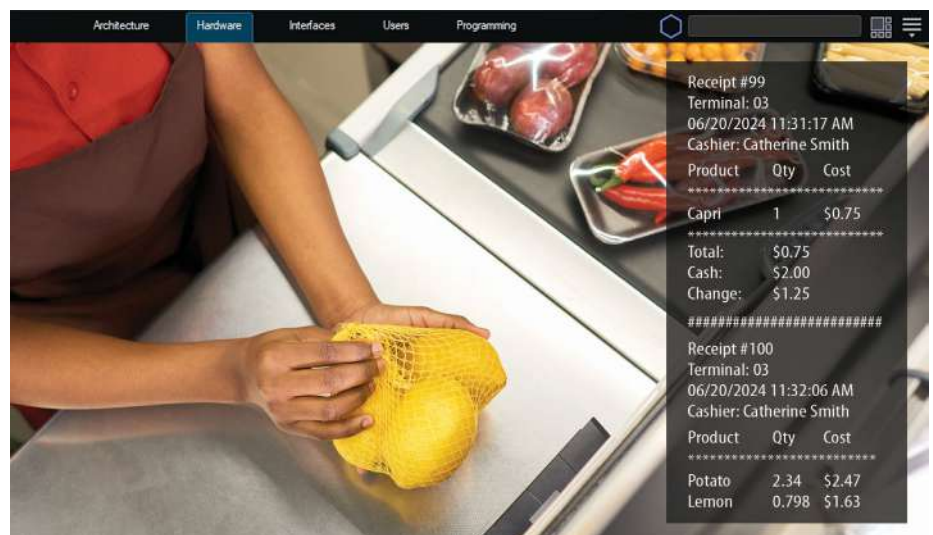 Architecture Hardware Interfaces Users Programming
Receipt #99
Terminal: 03
06/20/2024 11:31:17 AM
Cashier: Catherine Smith
Product Qty Cost
***************************
Capri 1 $0.75
***************************
Total: $0.75
Cash: $2.00
Change: $1.25
##########################
Receipt #100
Terminal: 03
06/20/2024 11:32:06 AM
Cashier: Catherine Smith
Product Qty Cost
**************************
Potato 2.34 $2.47
Lemon 0.798 $1.63